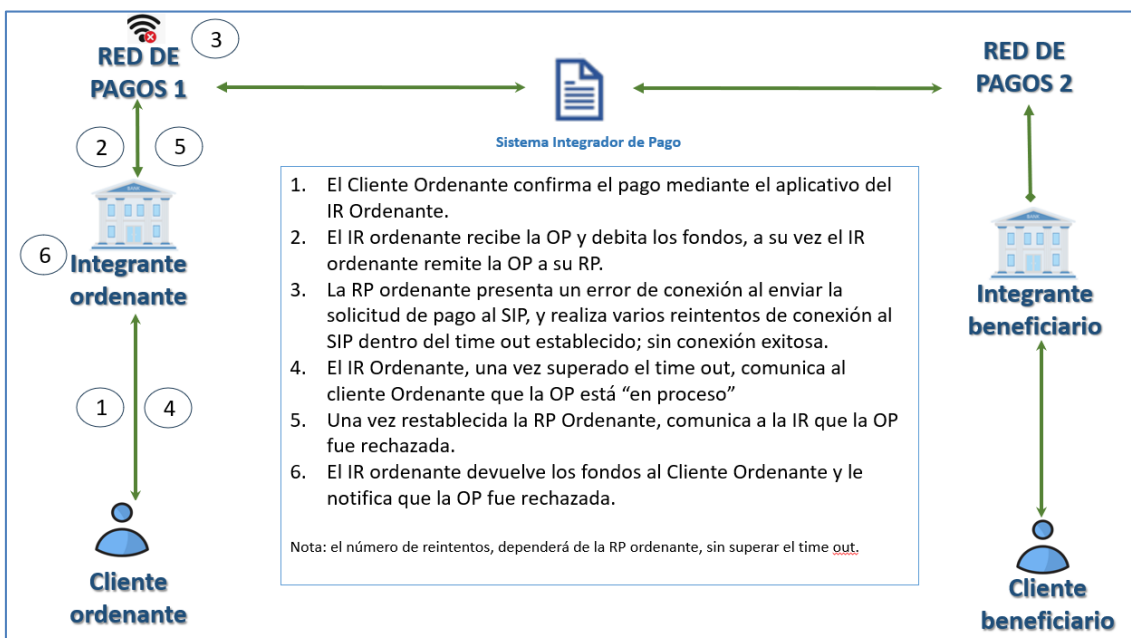 3
RED DE
PAGOS 1
RED DE
PAGOS 2
Sistema Integrador de Pago
2
5
1. El Cliente Ordenante confirma el pago mediante el aplicativo del
IR Ordenante.
2. El IR ordenante recibe la OP y debita los fondos, a su vez el IR
ordenante remite la OP a su RP.
3. La RP ordenante presenta un error de conexión al enviar la
solicitud de pago al SIP, y realiza varios reintentos de conexión al
SIP dentro del time out establecido; sin conexión exitosa.
4. El IR Ordenante, una vez superado el time out, comunica al
cliente Ordenante que la OP está “en proceso”
5. Una vez restablecida la RP Ordenante, comunica a la IR que la OP
fue rechazada.
6. El IR ordenante devuelve los fondos al Cliente Ordenante y le
notifica que la OP fue rechazada.
Nota: el número de reintentos, dependerá de la RP ordenante, sin superar el time out.
6
Integrante
ordenante
Integrante
beneficiario
1
4
Cliente
ordenante
Cliente
beneficiario